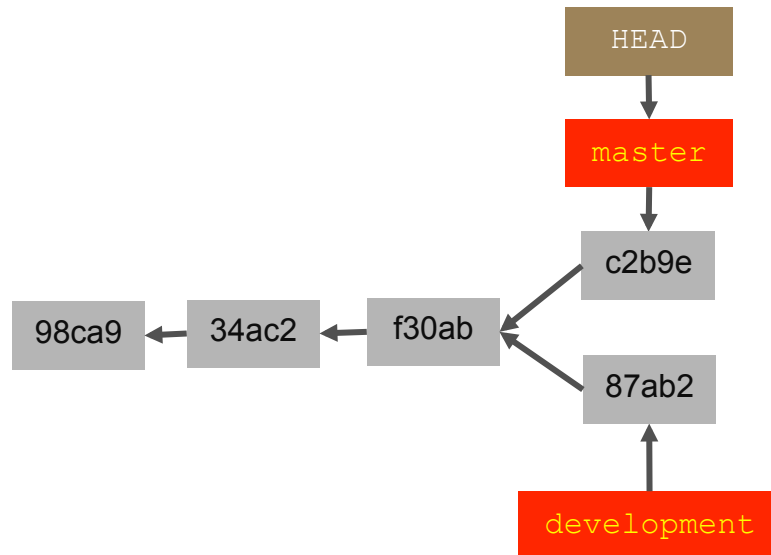 HEAD
master
c2b9e
98ca9
34ac2
f30ab
87ab2
development